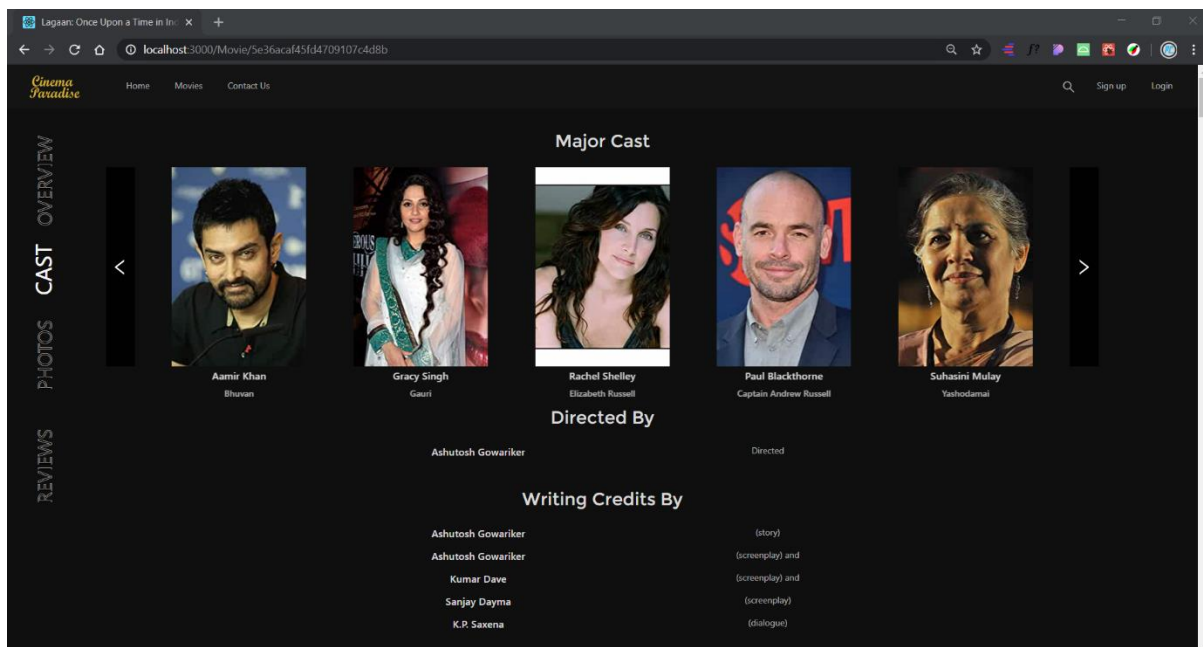 Lagaan: Once Upon a Time in Ind
localhost:3000/Movie/5e36acaf45fd4709107c4d8b
Cinema
Paradise
Home Movies Contact Us
Sign up Login
OVERVIEW
CAST
PHOTOS
REVIEWS
Major Cast
Aamir Khan Gracy Singh Rachel Shelley Paul Blackthorne Suhasini Mulay
Bhuvan Gauri Elizabeth Russell Captain Andrew Russell Yashodamai
Directed By
Ashutosh Gowariker Directed
Writing Credits By
Ashutosh Gowariker (story)
Ashutosh Gowariker (screenplay) and
Kumar Dave (screenplay) and
Sanjay Dayma (screenplay)
K.P. Saxena (dialogue)